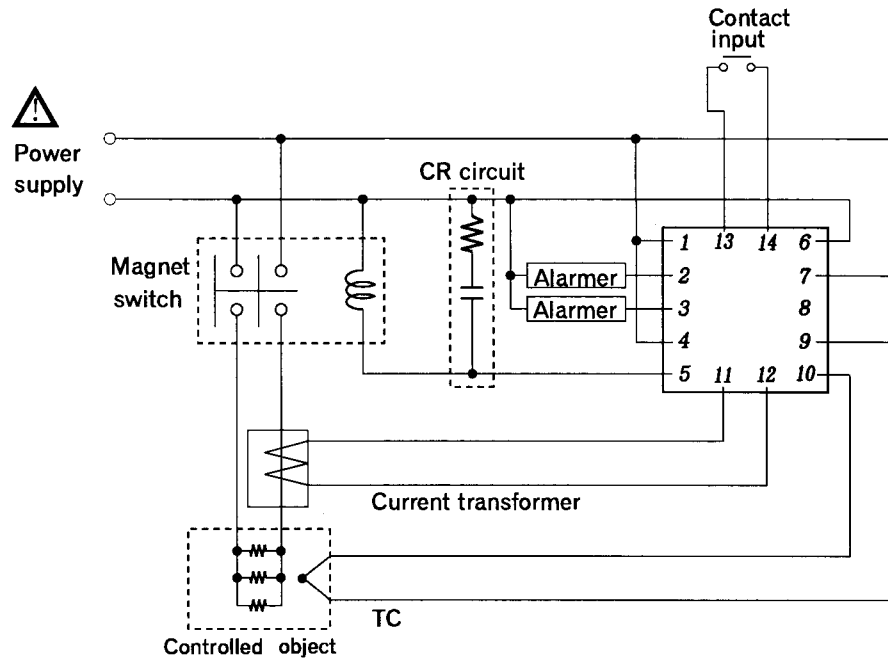 Contact
input
Power
supply
CR circuit
Magnet
switch
1 13 14 6
Alarmer 2 7
Alarmer 3 8
4 9
5 11 12 10
Current transformer
TC
Controlled object